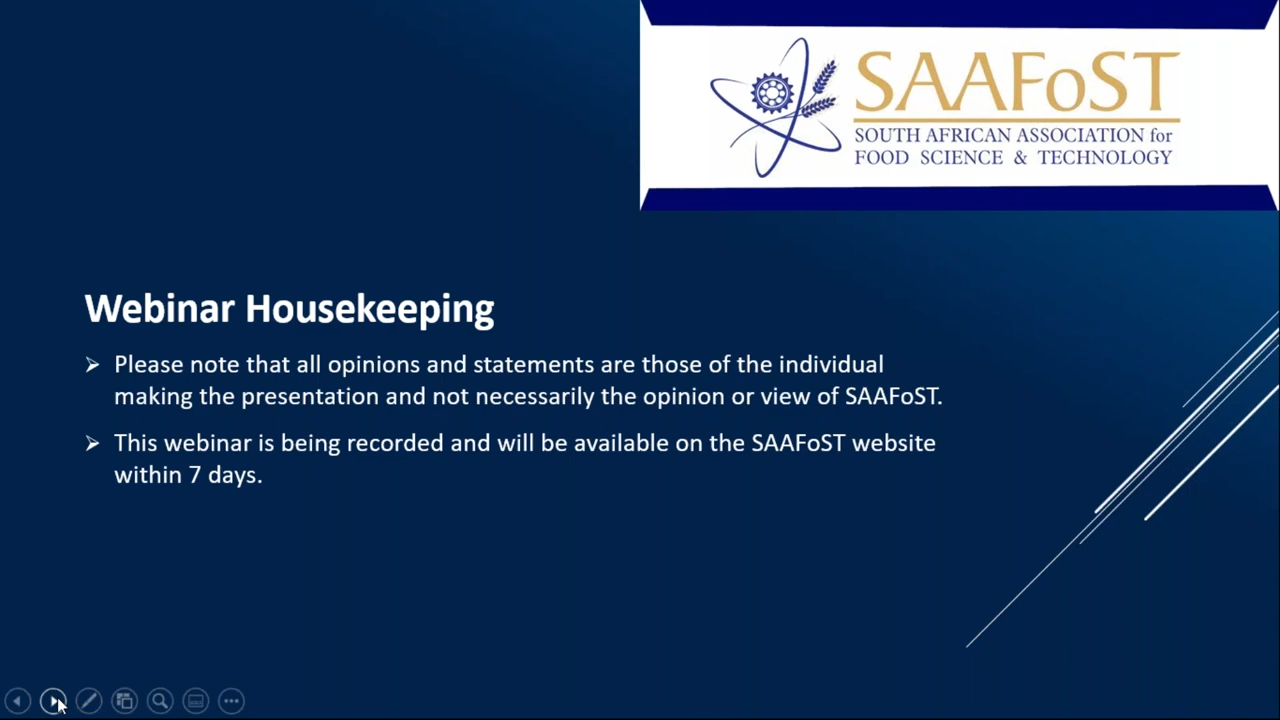 SAAFoST
SOUTH AFRICAN ASSOCIATION for
FOOD SCIENCE & TECHNOLOGY
Webinar Housekeeping
➢ Please note that all opinions and statements are those of the individual
making the presentation and not necessarily the opinion or view of SAAFoST.
➢ This webinar is being recorded and will be available on the SAAFoST website
within 7 days.